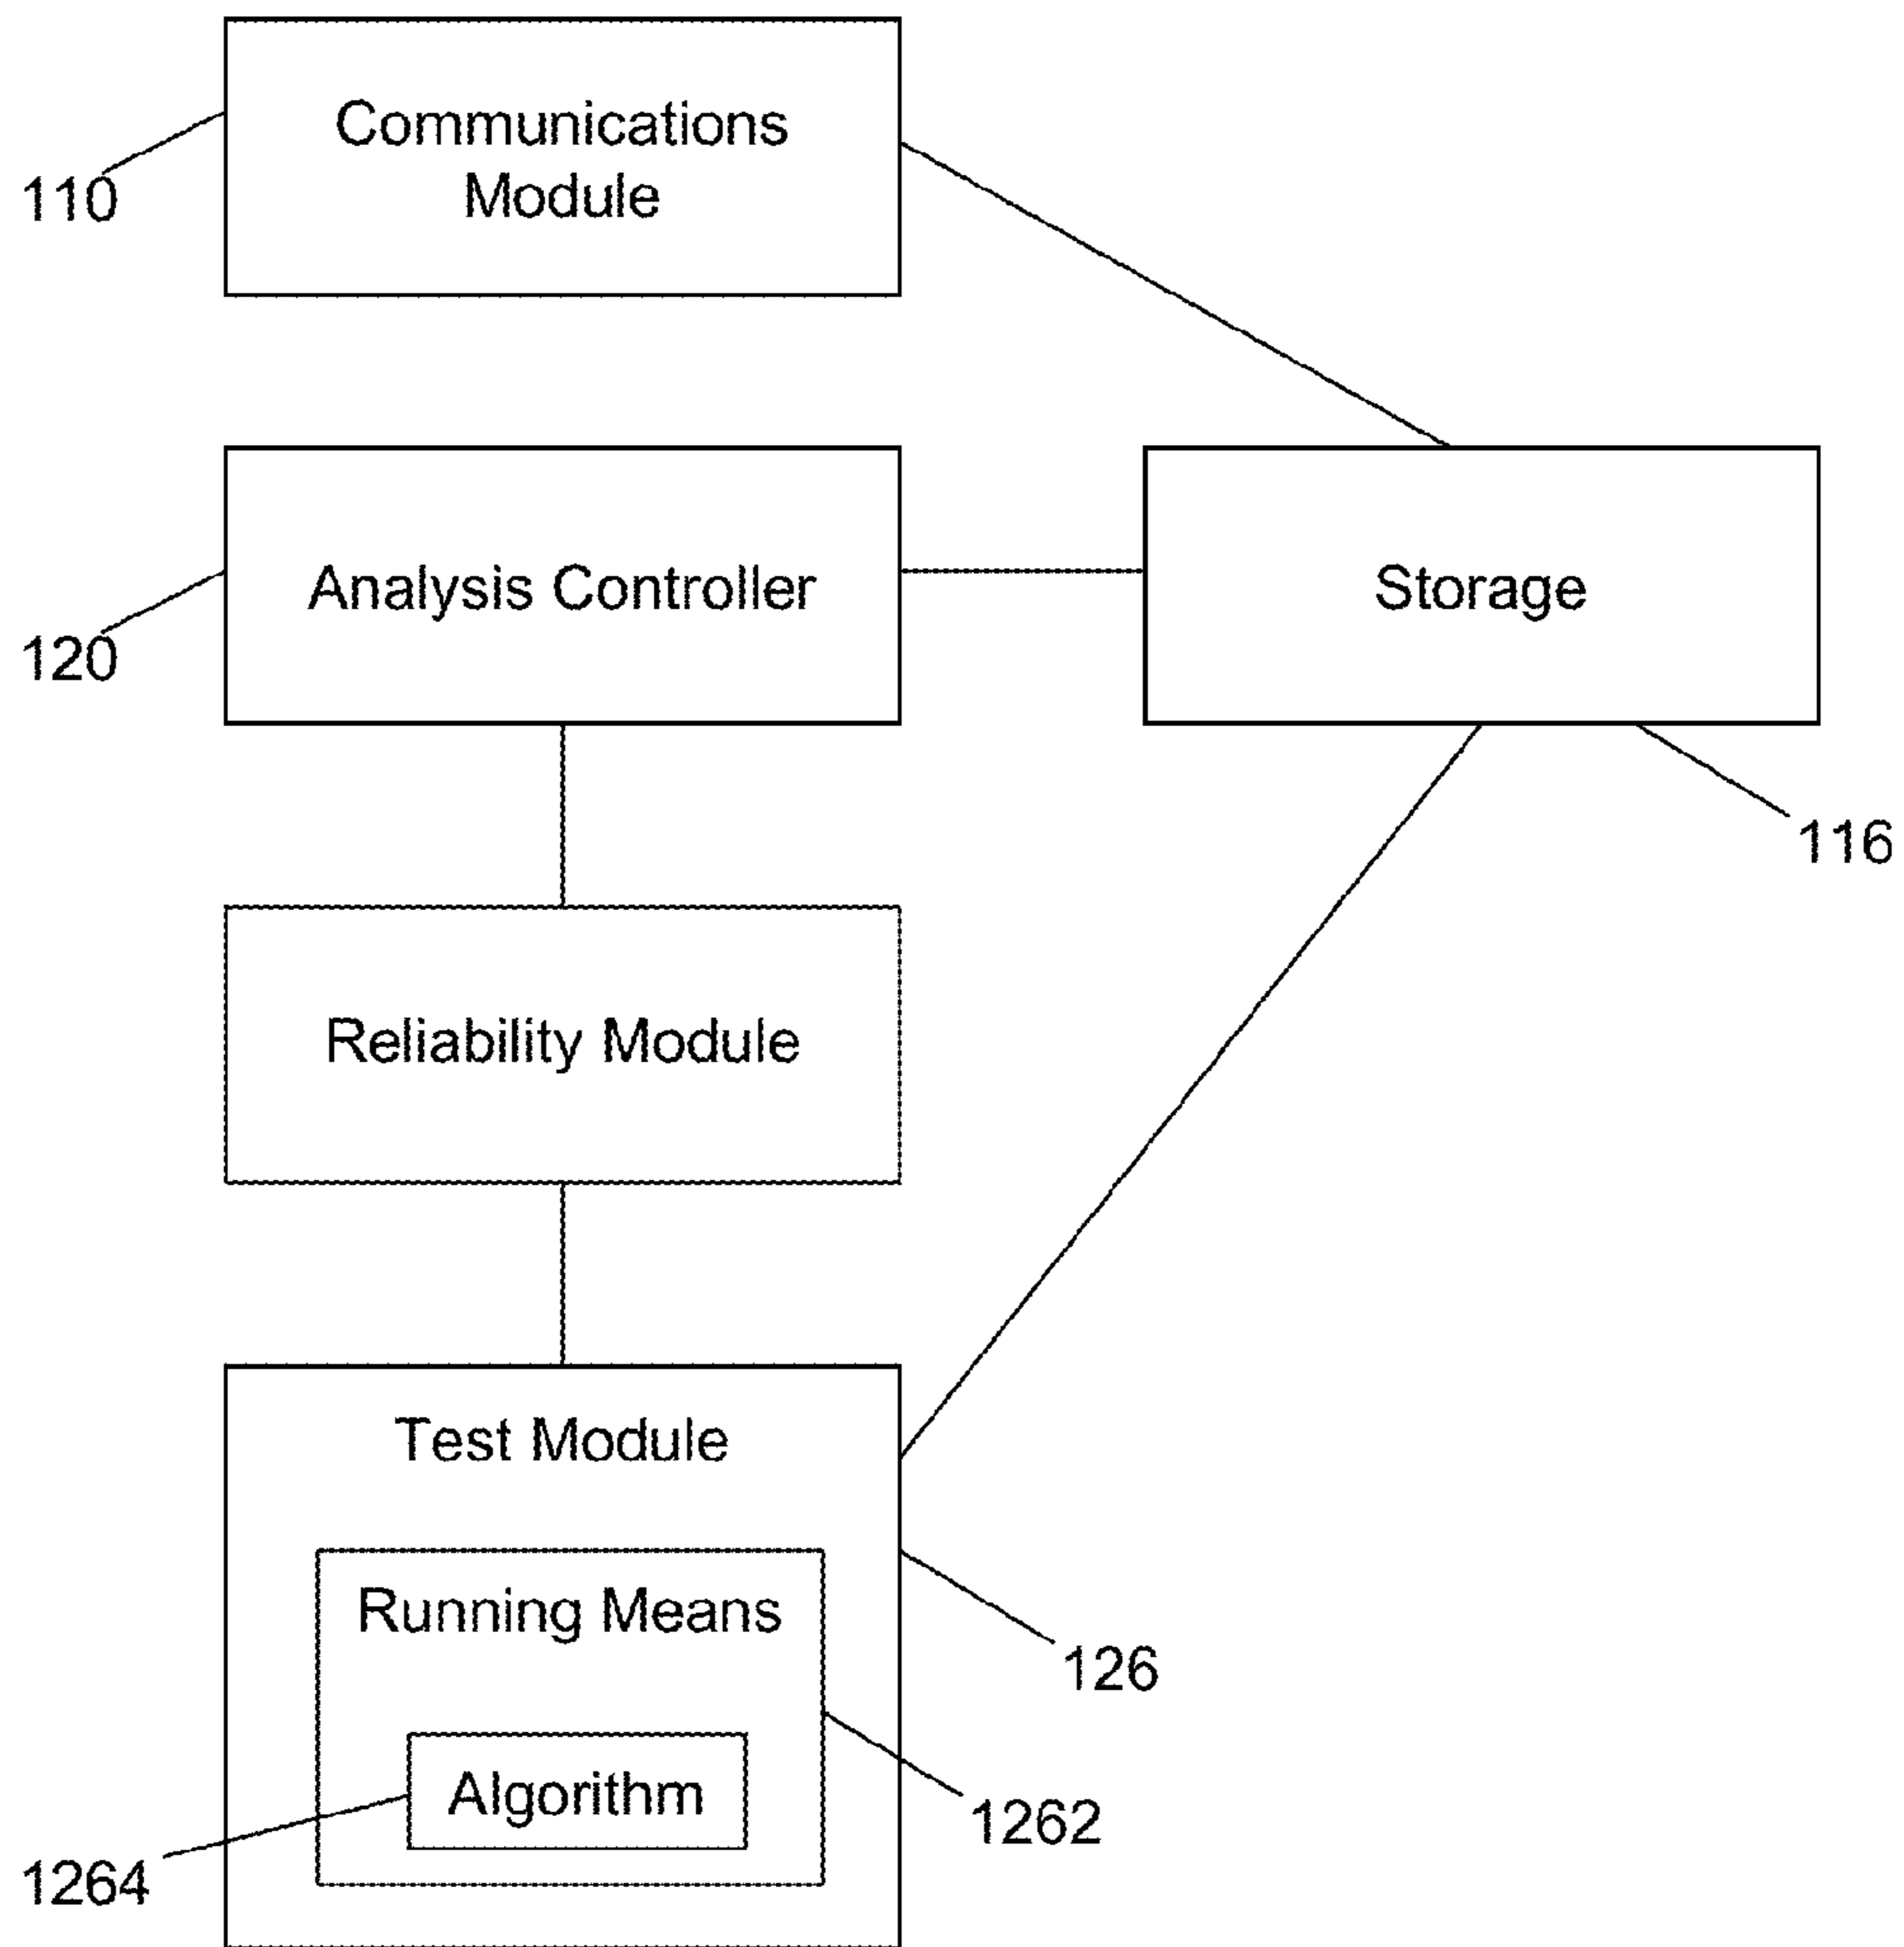 Communications
Module
110
Analysis Controller
Storage
120
116
Reliability Module
Test Module
Running Means
126
Algorithm
1262
1264